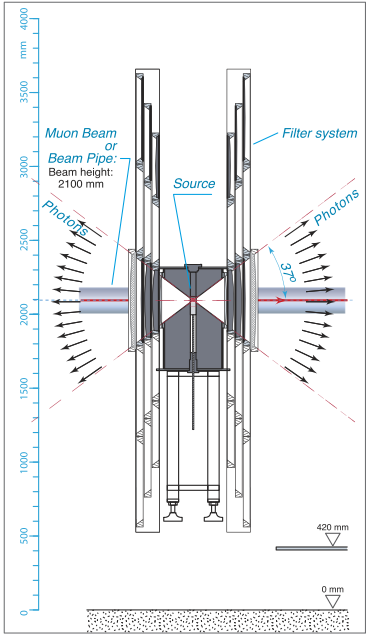 4000
mm
3500
3000
2500
2000
1500
1000
500
0
Muon Beam
or
Beam Pipe:
Beam height:
2100 mm
Source
Filter system
Photons
Photons
37º
420 mm
0 mm